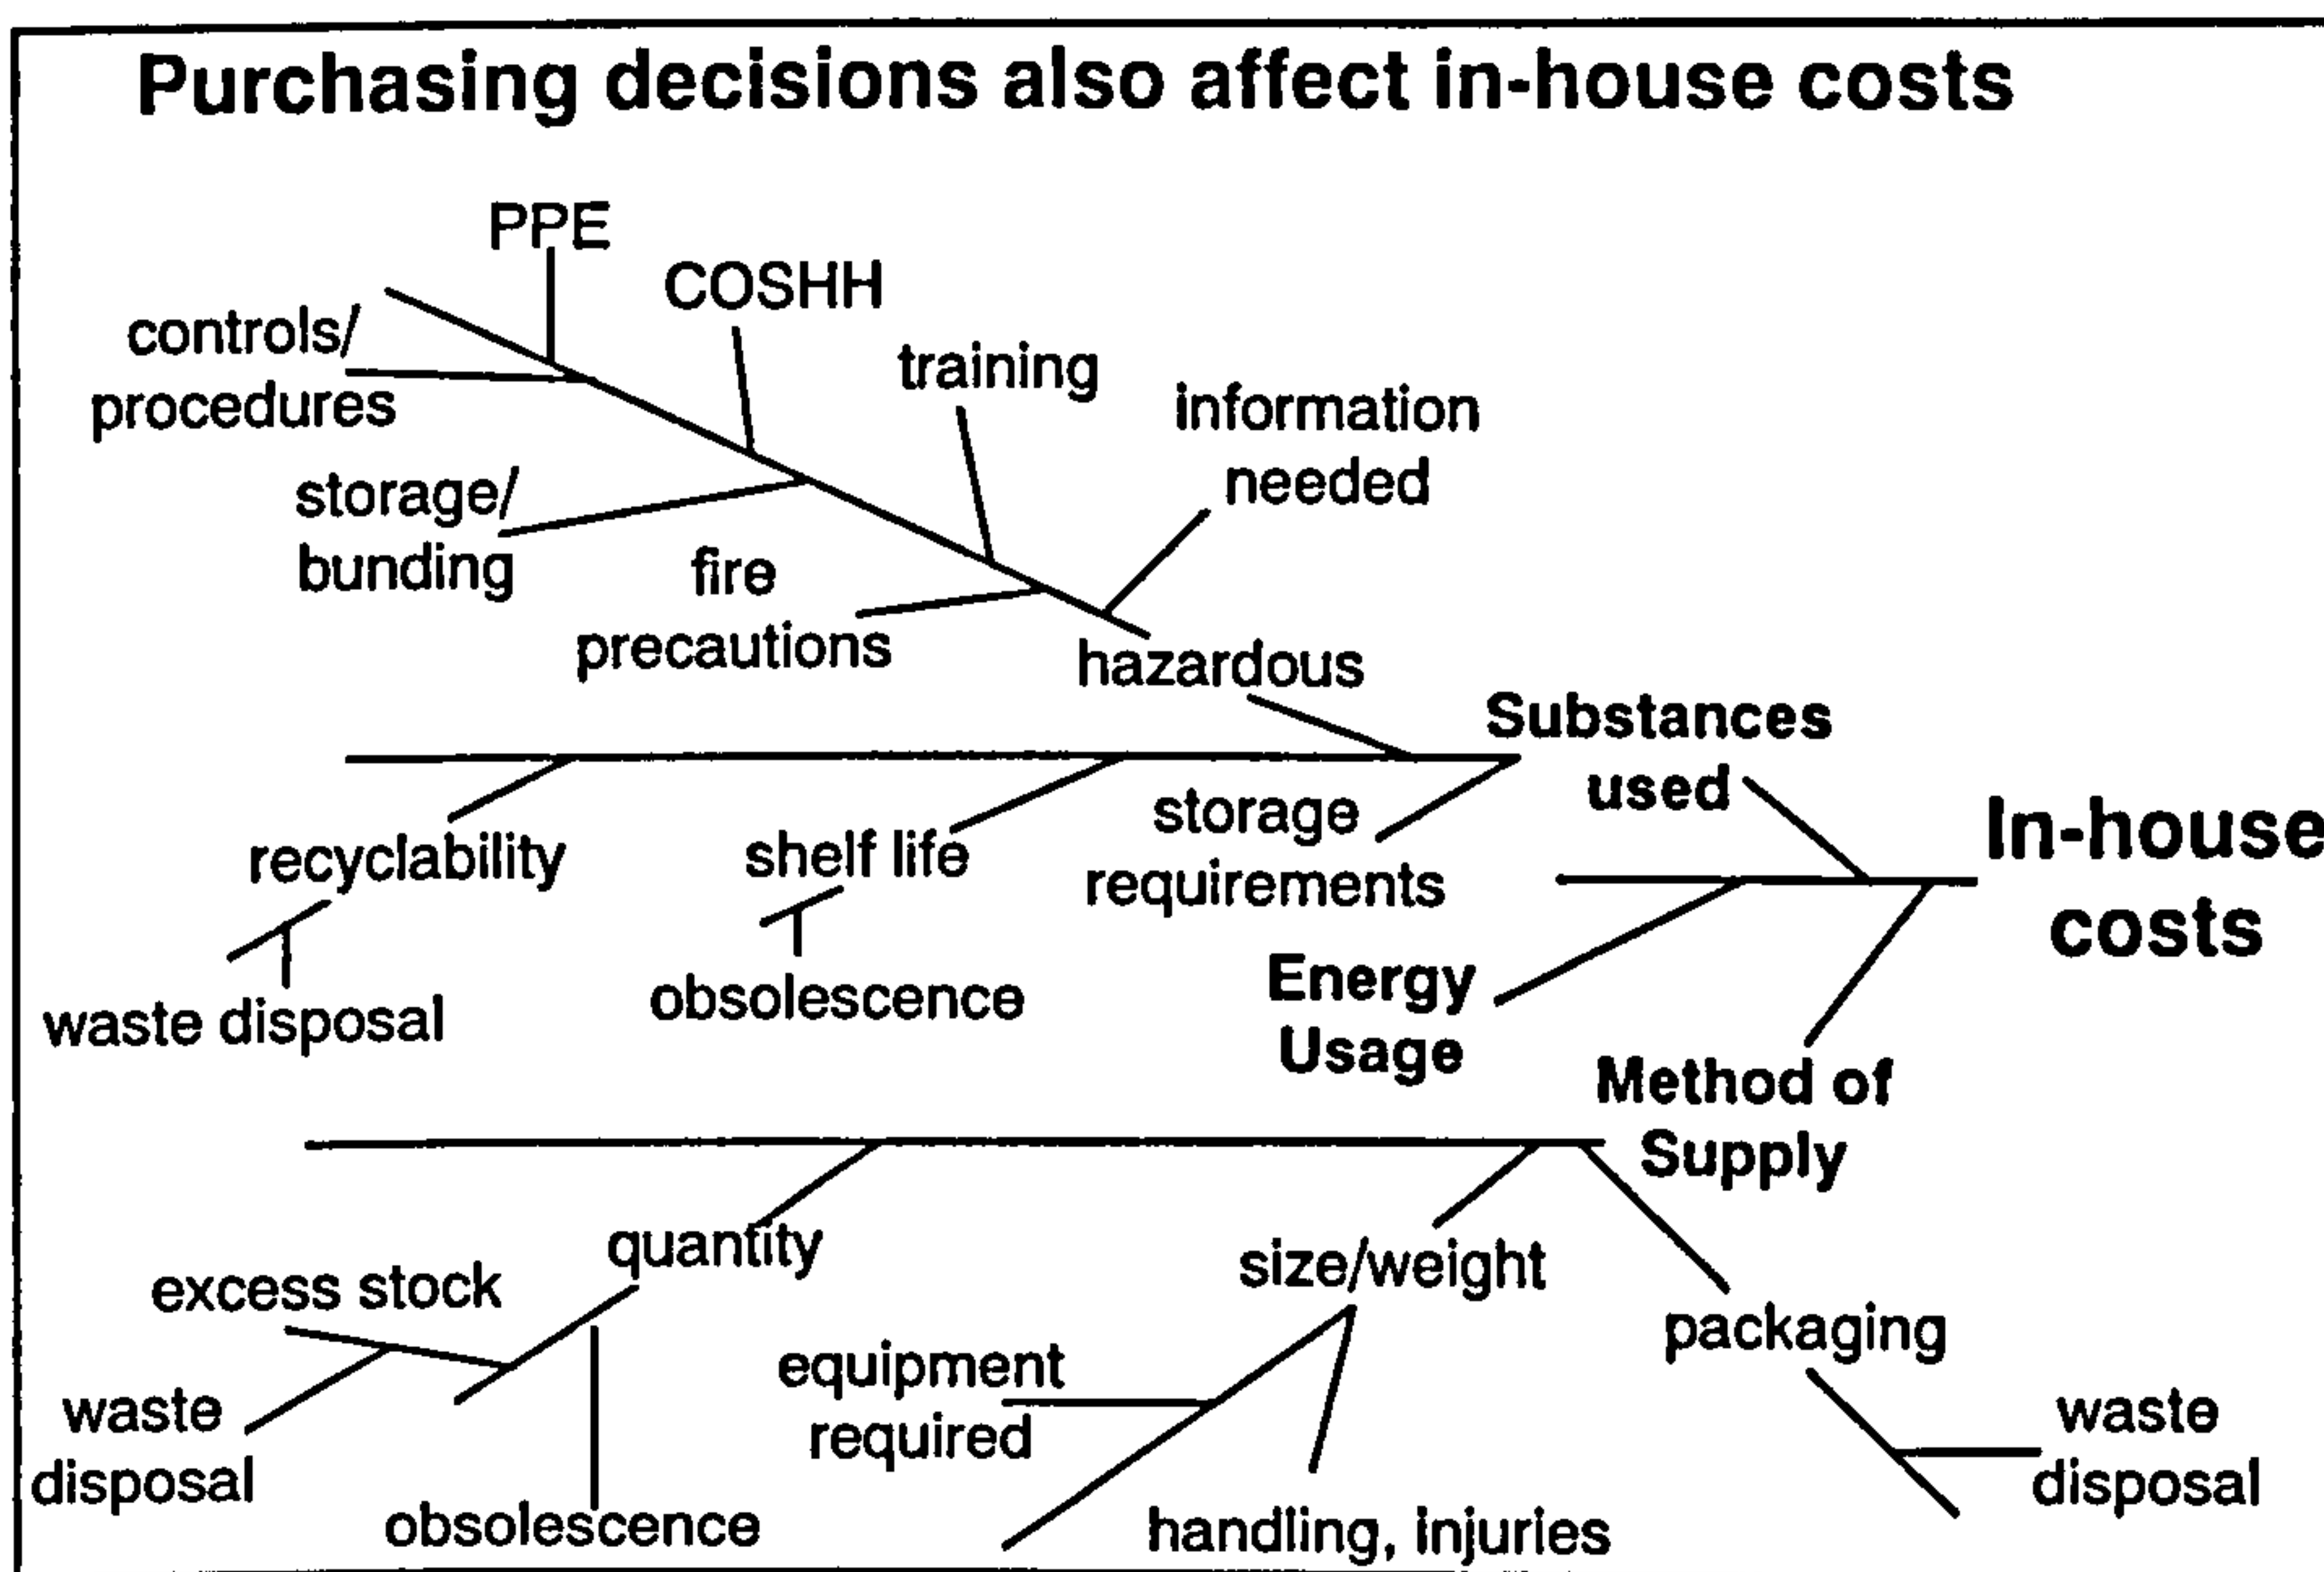 Purchasing decisions also affect in-house costs
PPE
COSHH
controls/
procedures
training
information
needed
storage/
bunding
fire
precautions
hazardous
Substances
used
storage
requirements
shelf life
recyclability
In-house
costs
obsolescence
waste disposal
Energy
Usage
Method of
Supply
quantity
size/weight
excess stock
packaging
equipment
required
waste
disposal
waste
disposal
obsolescence
handling, injuries